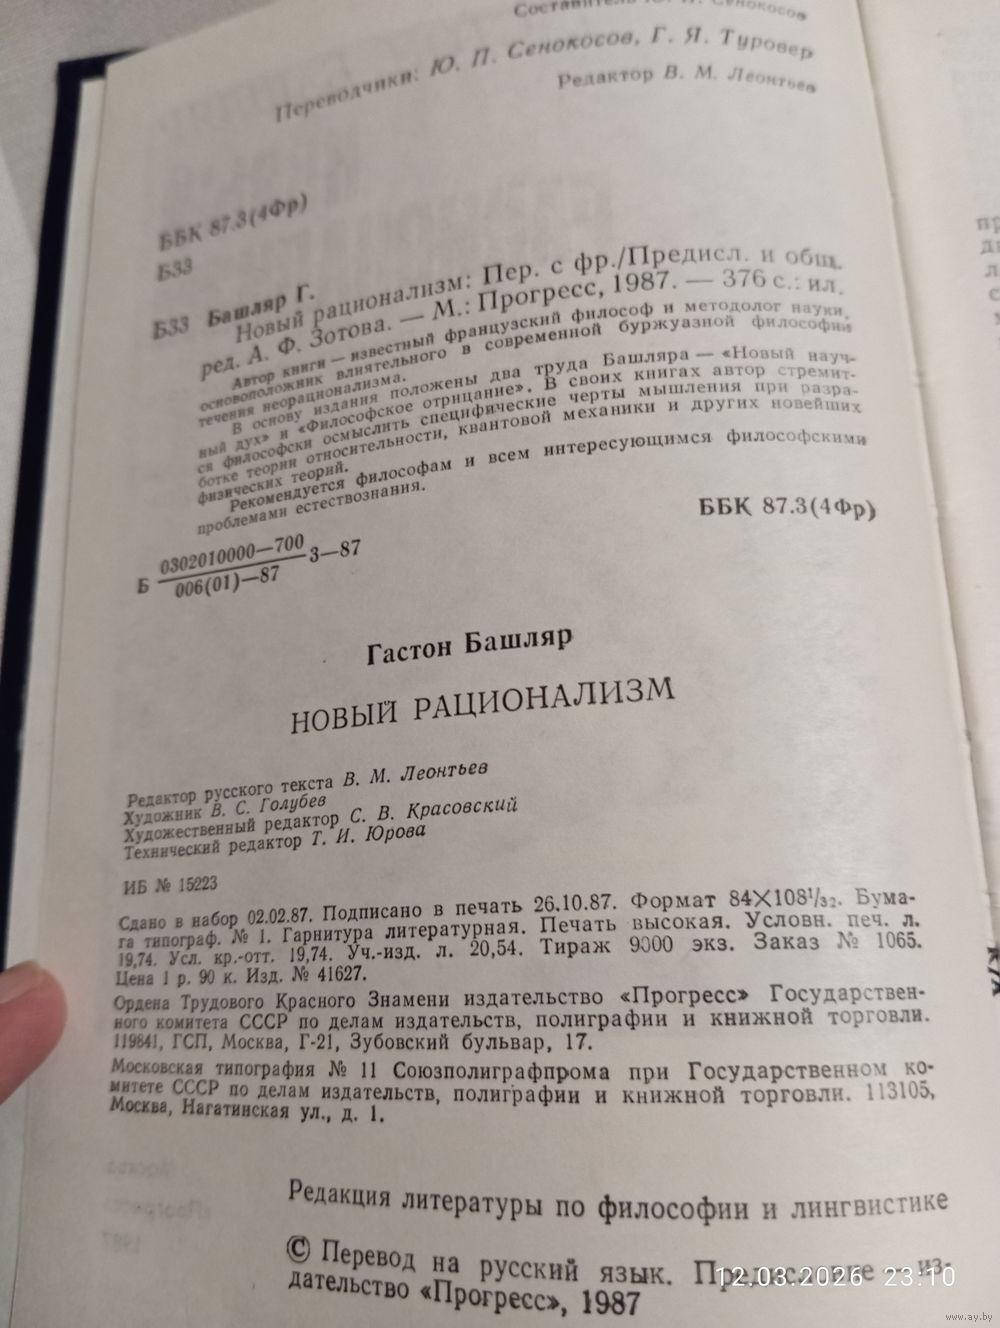 Составитель Ю. П. Сенокосов
Переводчики: Ю. П. Сенокосов, Г. Я. Туровер
Редактор В. М. Леонтьев
ББК 87.3(4Фр)
Б33
Башляр Г.
Б33 Новый рационализм: Пер. с фр./Предисл. и общ.
ред. А. Ф. Зотова. — М.: Прогресс, 1987. — 376 с.: ил.
Автор книги — известный французский философ и методолог науки,
основоположник влиятельного в современной буржуазной философии
течения неорационализма.
В основу издания положены два труда Башляра — «Новый науч-
ный дух» и «Философское отрицание». В своих книгах автор стремит-
ся философски осмыслить специфические черты мышления при разра-
ботке теории относительности, квантовой механики и других новейших
физических теорий.
Рекомендуется философам и всем интересующимся философскими
проблемами естествознания.
Б 0302010000—700
006(01)—87 3—87
ББК 87.3(4Фр)
Гастон Башляр
НОВЫЙ РАЦИОНАЛИЗМ
Редактор русского текста В. М. Леонтьев
Художник В. С. Голубев
Художественный редактор С. В. Красовский
Технический редактор Т. И. Юрова
ИБ № 15223
Сдано в набор 02.02.87. Подписано в печать 26.10.87. Формат 84×108¹/₃₂. Бума-
га типограф. № 1. Гарнитура литературная. Печать высокая. Условн. печ. л.
19,74. Усл. кр.-отт. 19,74. Уч.-изд. л. 20,54. Тираж 9000 экз. Заказ № 1065.
Цена 1 р. 90 к. Изд. № 41627.
Ордена Трудового Красного Знамени издательство «Прогресс» Государствен-
ного комитета СССР по делам издательств, полиграфии и книжной торговли.
119841, ГСП, Москва, Г-21, Зубовский бульвар, 17.
Московская типография № 11 Союзполиграфпрома при Государственном ко-
митете СССР по делам издательств, полиграфии и книжной торговли. 113105,
Москва, Нагатинская ул., д. 1.
Редакция литературы по философии и лингвистике
© Перевод на русский язык. Предисловие — из-
дательство «Прогресс», 1987
12.03.2026 23:10
www.ay.by